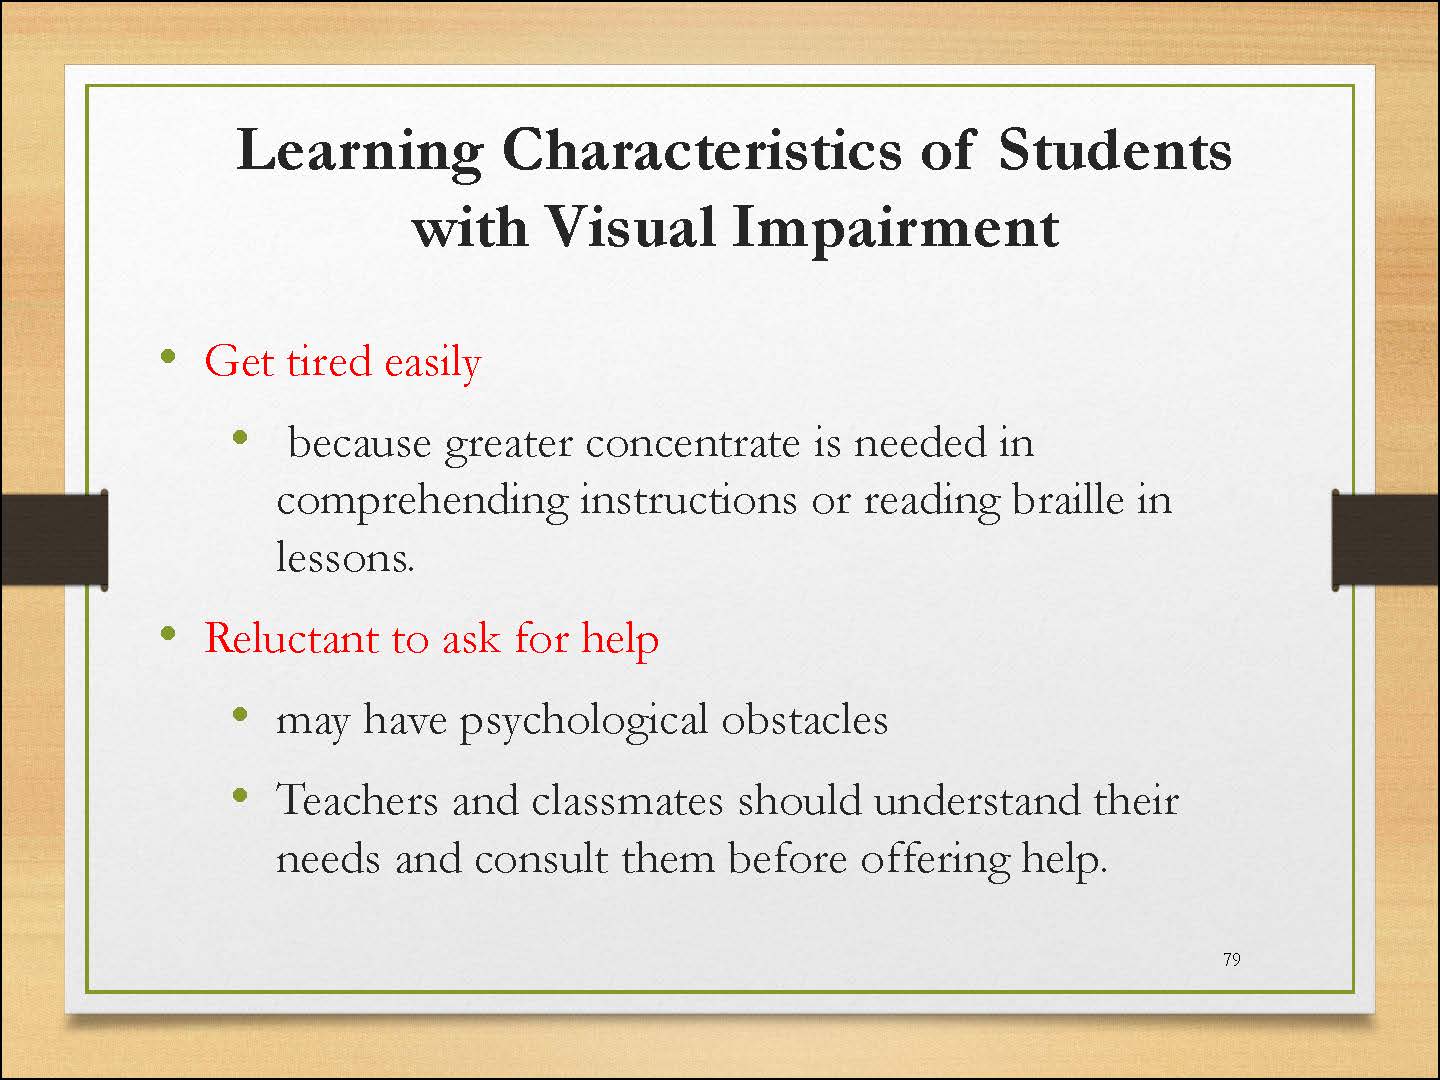 Learning Characteristics of Students
with Visual Impairment
• Get tired easily
• because greater concentrate is needed in
comprehending instructions or reading braille in
lessons.
• Reluctant to ask for help
• may have psychological obstacles
• Teachers and classmates should understand their
needs and consult them before offering help.
79